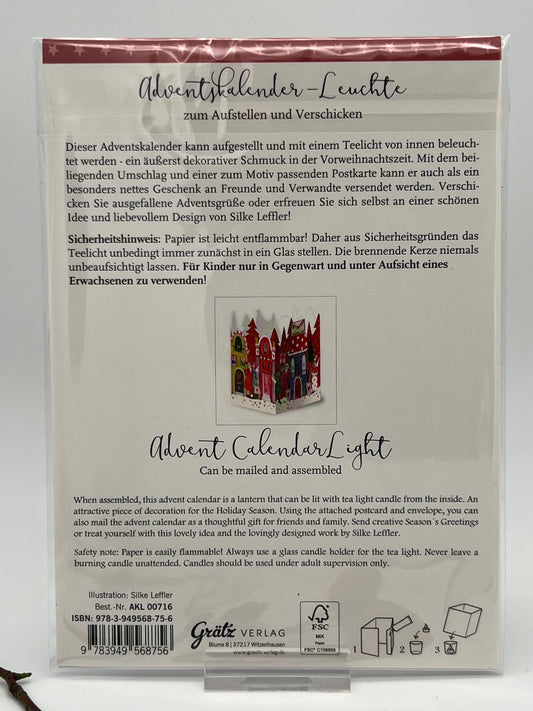 Adventskalender-Leuchte
zum Aufstellen und Verschicken
Dieser Adventskalender kann aufgestellt und mit einem Teelicht von innen beleuch-
tet werden - ein äußerst dekorativer Schmuck in der Vorweihnachtszeit. Mit dem bei-
liegenden Umschlag und einer zum Motiv passenden Postkarte kann er auch als ein
besonders nettes Geschenk an Freunde und Verwandte versendet werden. Verschi-
cken Sie ausgefallene Adventsgrüße oder erfreuen Sie sich selbst an einer schönen
Idee und liebevollem Design von Silke Leffler!
Sicherheitshinweis: Papier ist leicht entflammbar! Daher aus Sicherheitsgründen das
Teelicht unbedingt immer zunächst in ein Glas stellen. Die brennende Kerze niemals
unbeaufsichtigt lassen. Für Kinder nur in Gegenwart und unter Aufsicht eines
Erwachsenen zu verwenden!
Advent Calendar Light
Can be mailed and assembled
When assembled, this advent calendar is a lantern that can be lit with tea light candle from the inside. An
attractive piece of decoration for the Holiday Season. Using the attached postcard and envelope, you can
also mail the advent calendar as a thoughtful gift for friends and family. Send creative Season`s Greetings
or treat yourself with this lovely idea and the lovingly designed work by Silke Leffler.
Safety note: Paper is easily flammable! Always use a glass candle holder for the tea light. Never leave a
burning candle unattended. Candles should be used under adult supervision only.
Illustration: Silke Leffler
Best.-Nr. AKL 00716
ISBN: 978-3-949568-75-6
9 783949 568756
Grätz VERLAG
Blume 8 | 37217 Witzenhausen
www.graetz-verlag.de
FSC
MIX
Paper
FSC® C108955
1 2 3